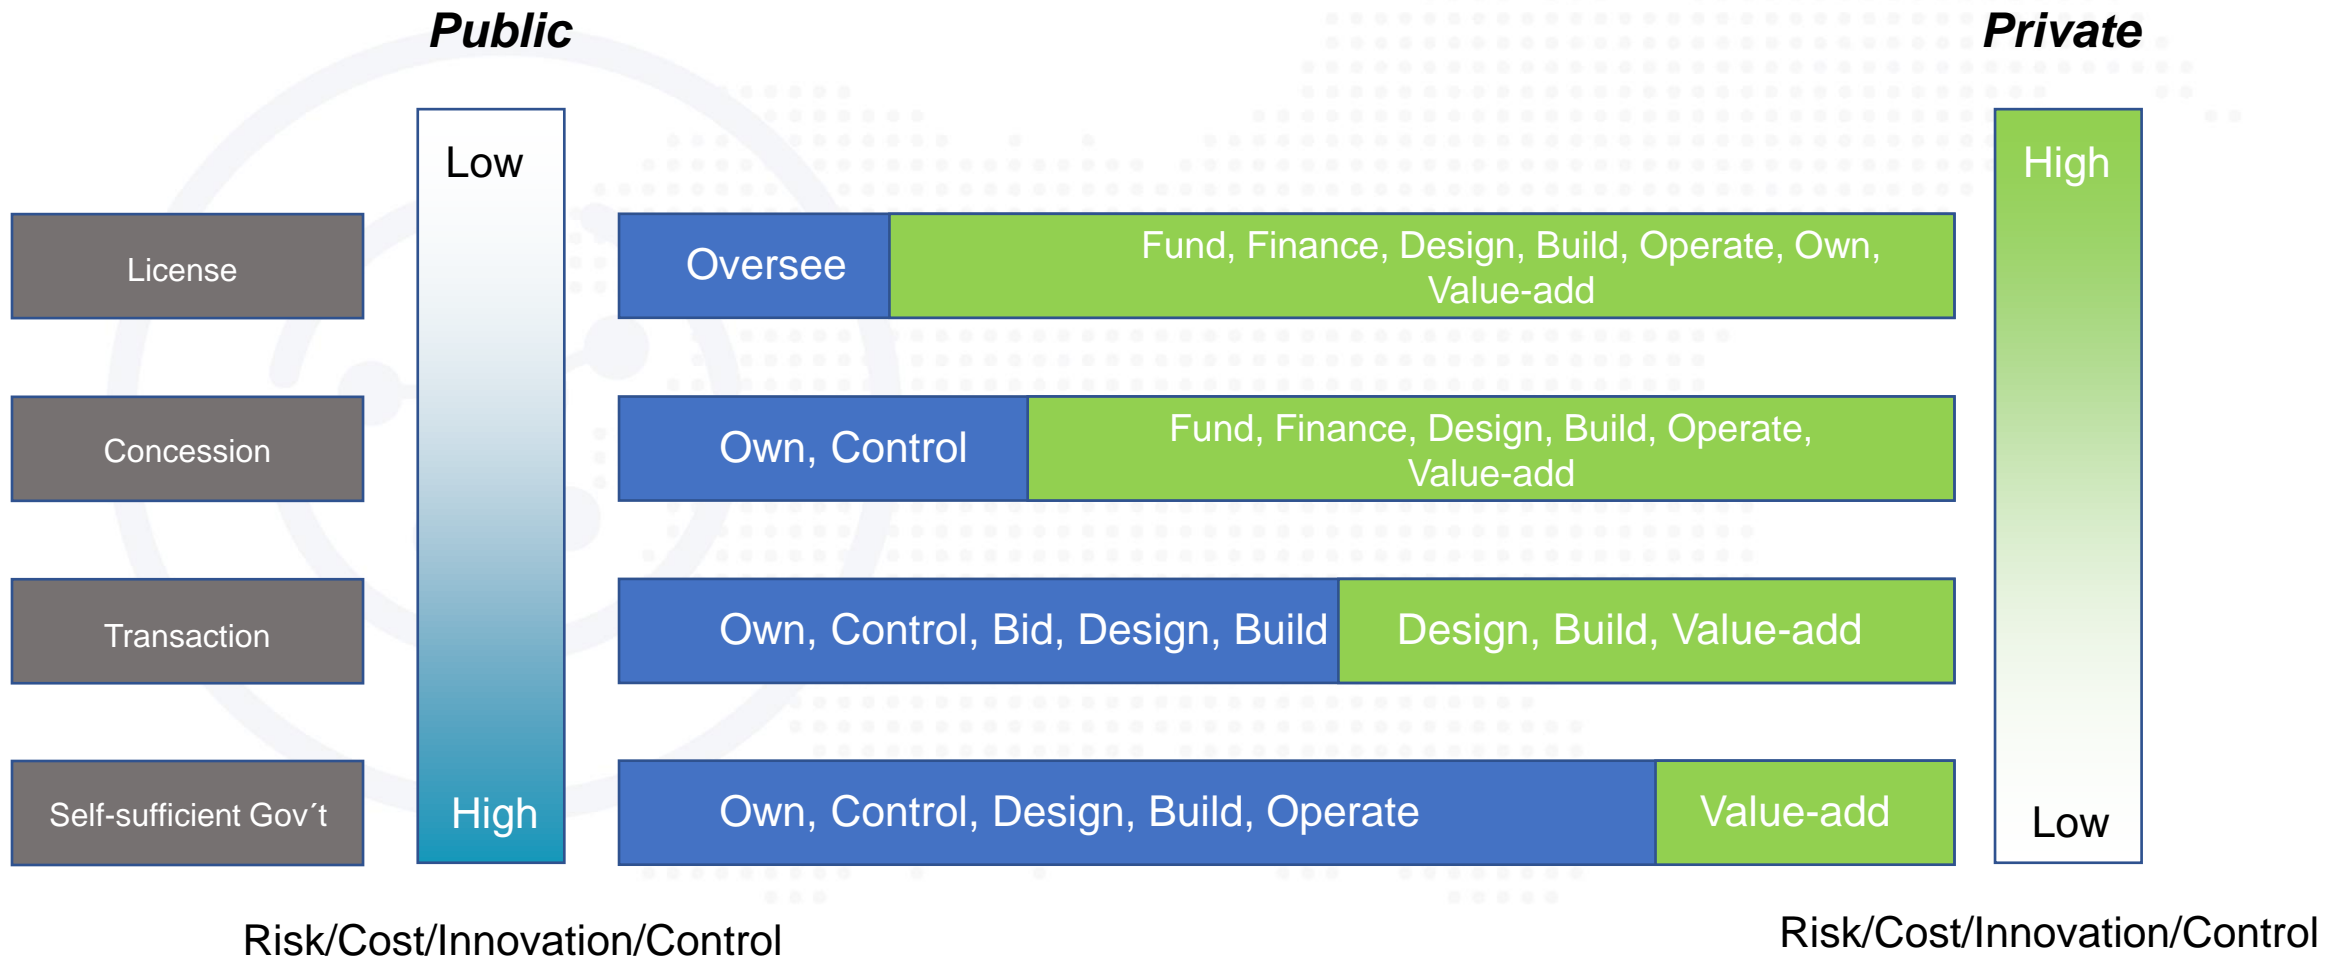 Public
Private
Low
High
License
Oversee
Fund, Finance, Design, Build, Operate, Own,
Value-add
Concession
Own, Control
Fund, Finance, Design, Build, Operate,
Value-add
Transaction
Own, Control, Bid, Design, Build
Design, Build, Value-add
Self-sufficient Gov´t
High
Own, Control, Design, Build, Operate
Value-add
Low
Risk/Cost/Innovation/Control
Risk/Cost/Innovation/Control